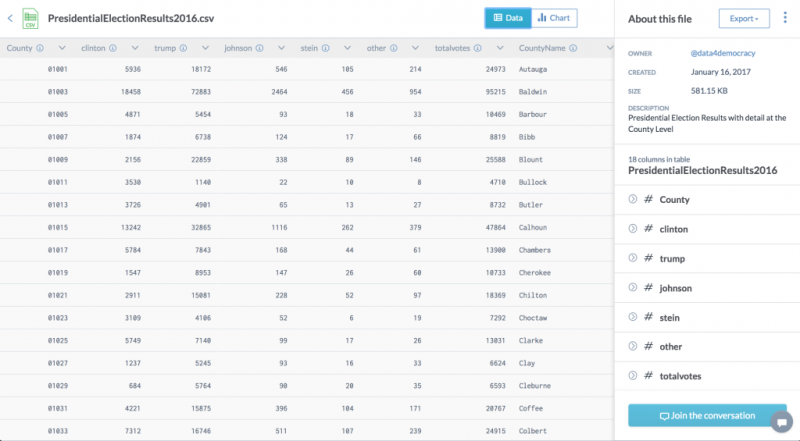 CSV PresidentialElectionResults2016.csv Data Chart
County clinton trump johnson stein other totalvotes CountyName
01001 5936 18172 546 105 214 24973 Autauga
01003 18458 72883 2464 456 954 95215 Baldwin
01005 4871 5454 93 18 33 10469 Barbour
01007 1874 6738 124 17 66 8819 Bibb
01009 2156 22859 338 89 146 25588 Blount
01011 3530 1140 22 10 8 4710 Bullock
01013 3726 4901 65 13 27 8732 Butler
01015 13242 32865 1116 262 379 47864 Calhoun
01017 5784 7843 168 44 61 13900 Chambers
01019 1547 8953 147 26 60 10733 Cherokee
01021 2911 15081 228 52 97 18369 Chilton
01023 3109 4106 52 6 19 7292 Choctaw
01025 5749 7140 99 17 26 13031 Clarke
01027 1237 5245 93 16 33 6624 Clay
01029 684 5764 90 20 35 6593 Cleburne
01031 4221 15875 396 104 171 20767 Coffee
01033 7312 16746 511 107 239 24915 Colbert
About this file Export
OWNER @data4democracy
CREATED January 16, 2017
SIZE 581.15 KB
DESCRIPTION
Presidential Election Results with detail at the
County Level
18 columns in table
PresidentialElectionResults2016
# County
# clinton
# trump
# johnson
# stein
# other
# totalvotes
Join the conversation